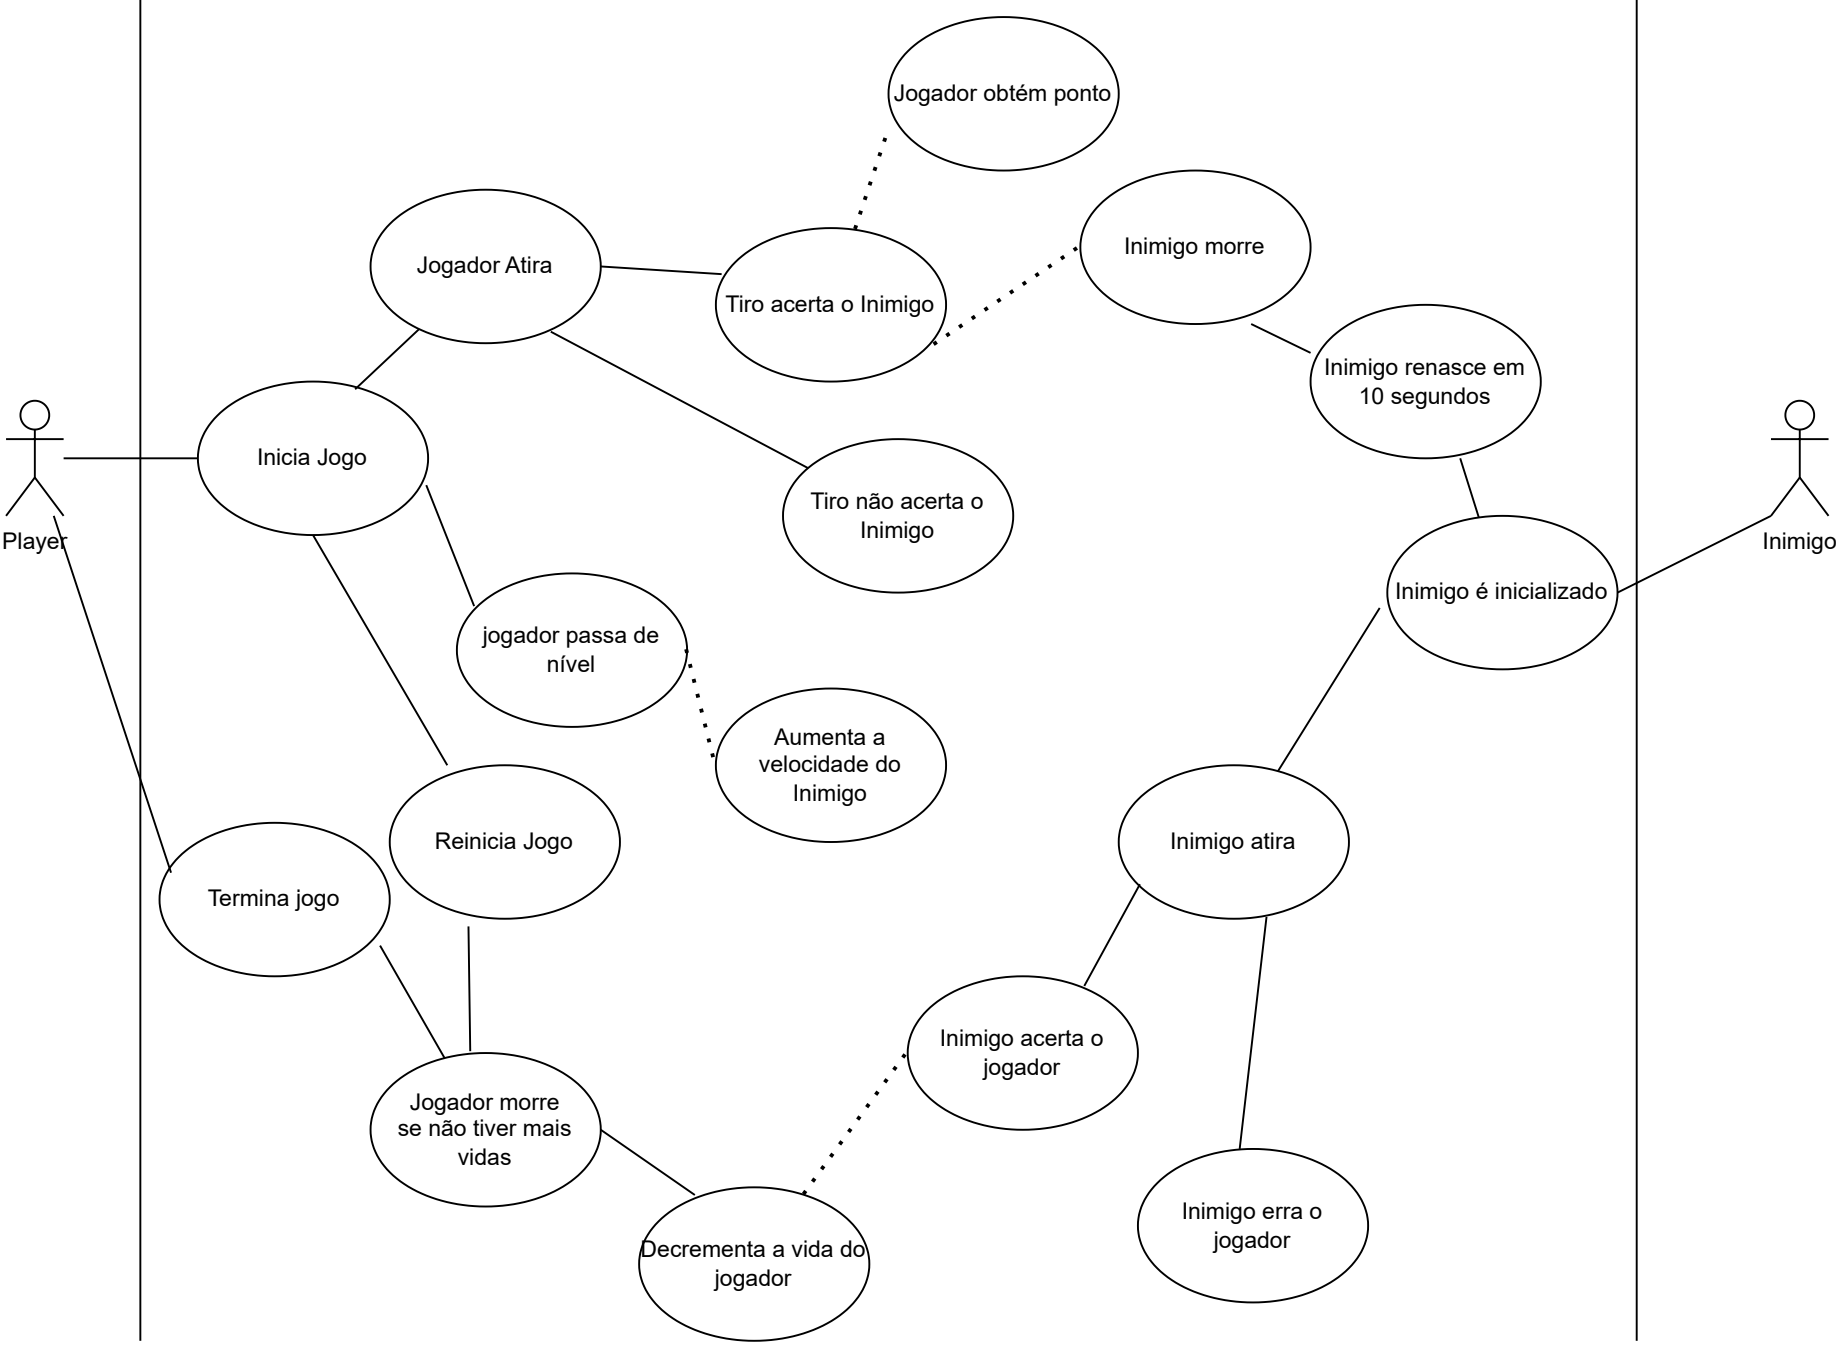 Jogador obtém ponto
Jogador Atira
Tiro acerta o Inimigo
Inimigo morre
Inimigo renasce em
10 segundos
Inicia Jogo
Tiro não acerta o
Inimigo
Player
Inimigo
Inimigo é inicializado
jogador passa de
nível
Aumenta a
velocidade do
Inimigo
Reinicia Jogo
Inimigo atira
Termina jogo
Inimigo acerta o
jogador
Jogador morre
se não tiver mais
vidas
Inimigo erra o
jogador
Decrementa a vida do
jogador